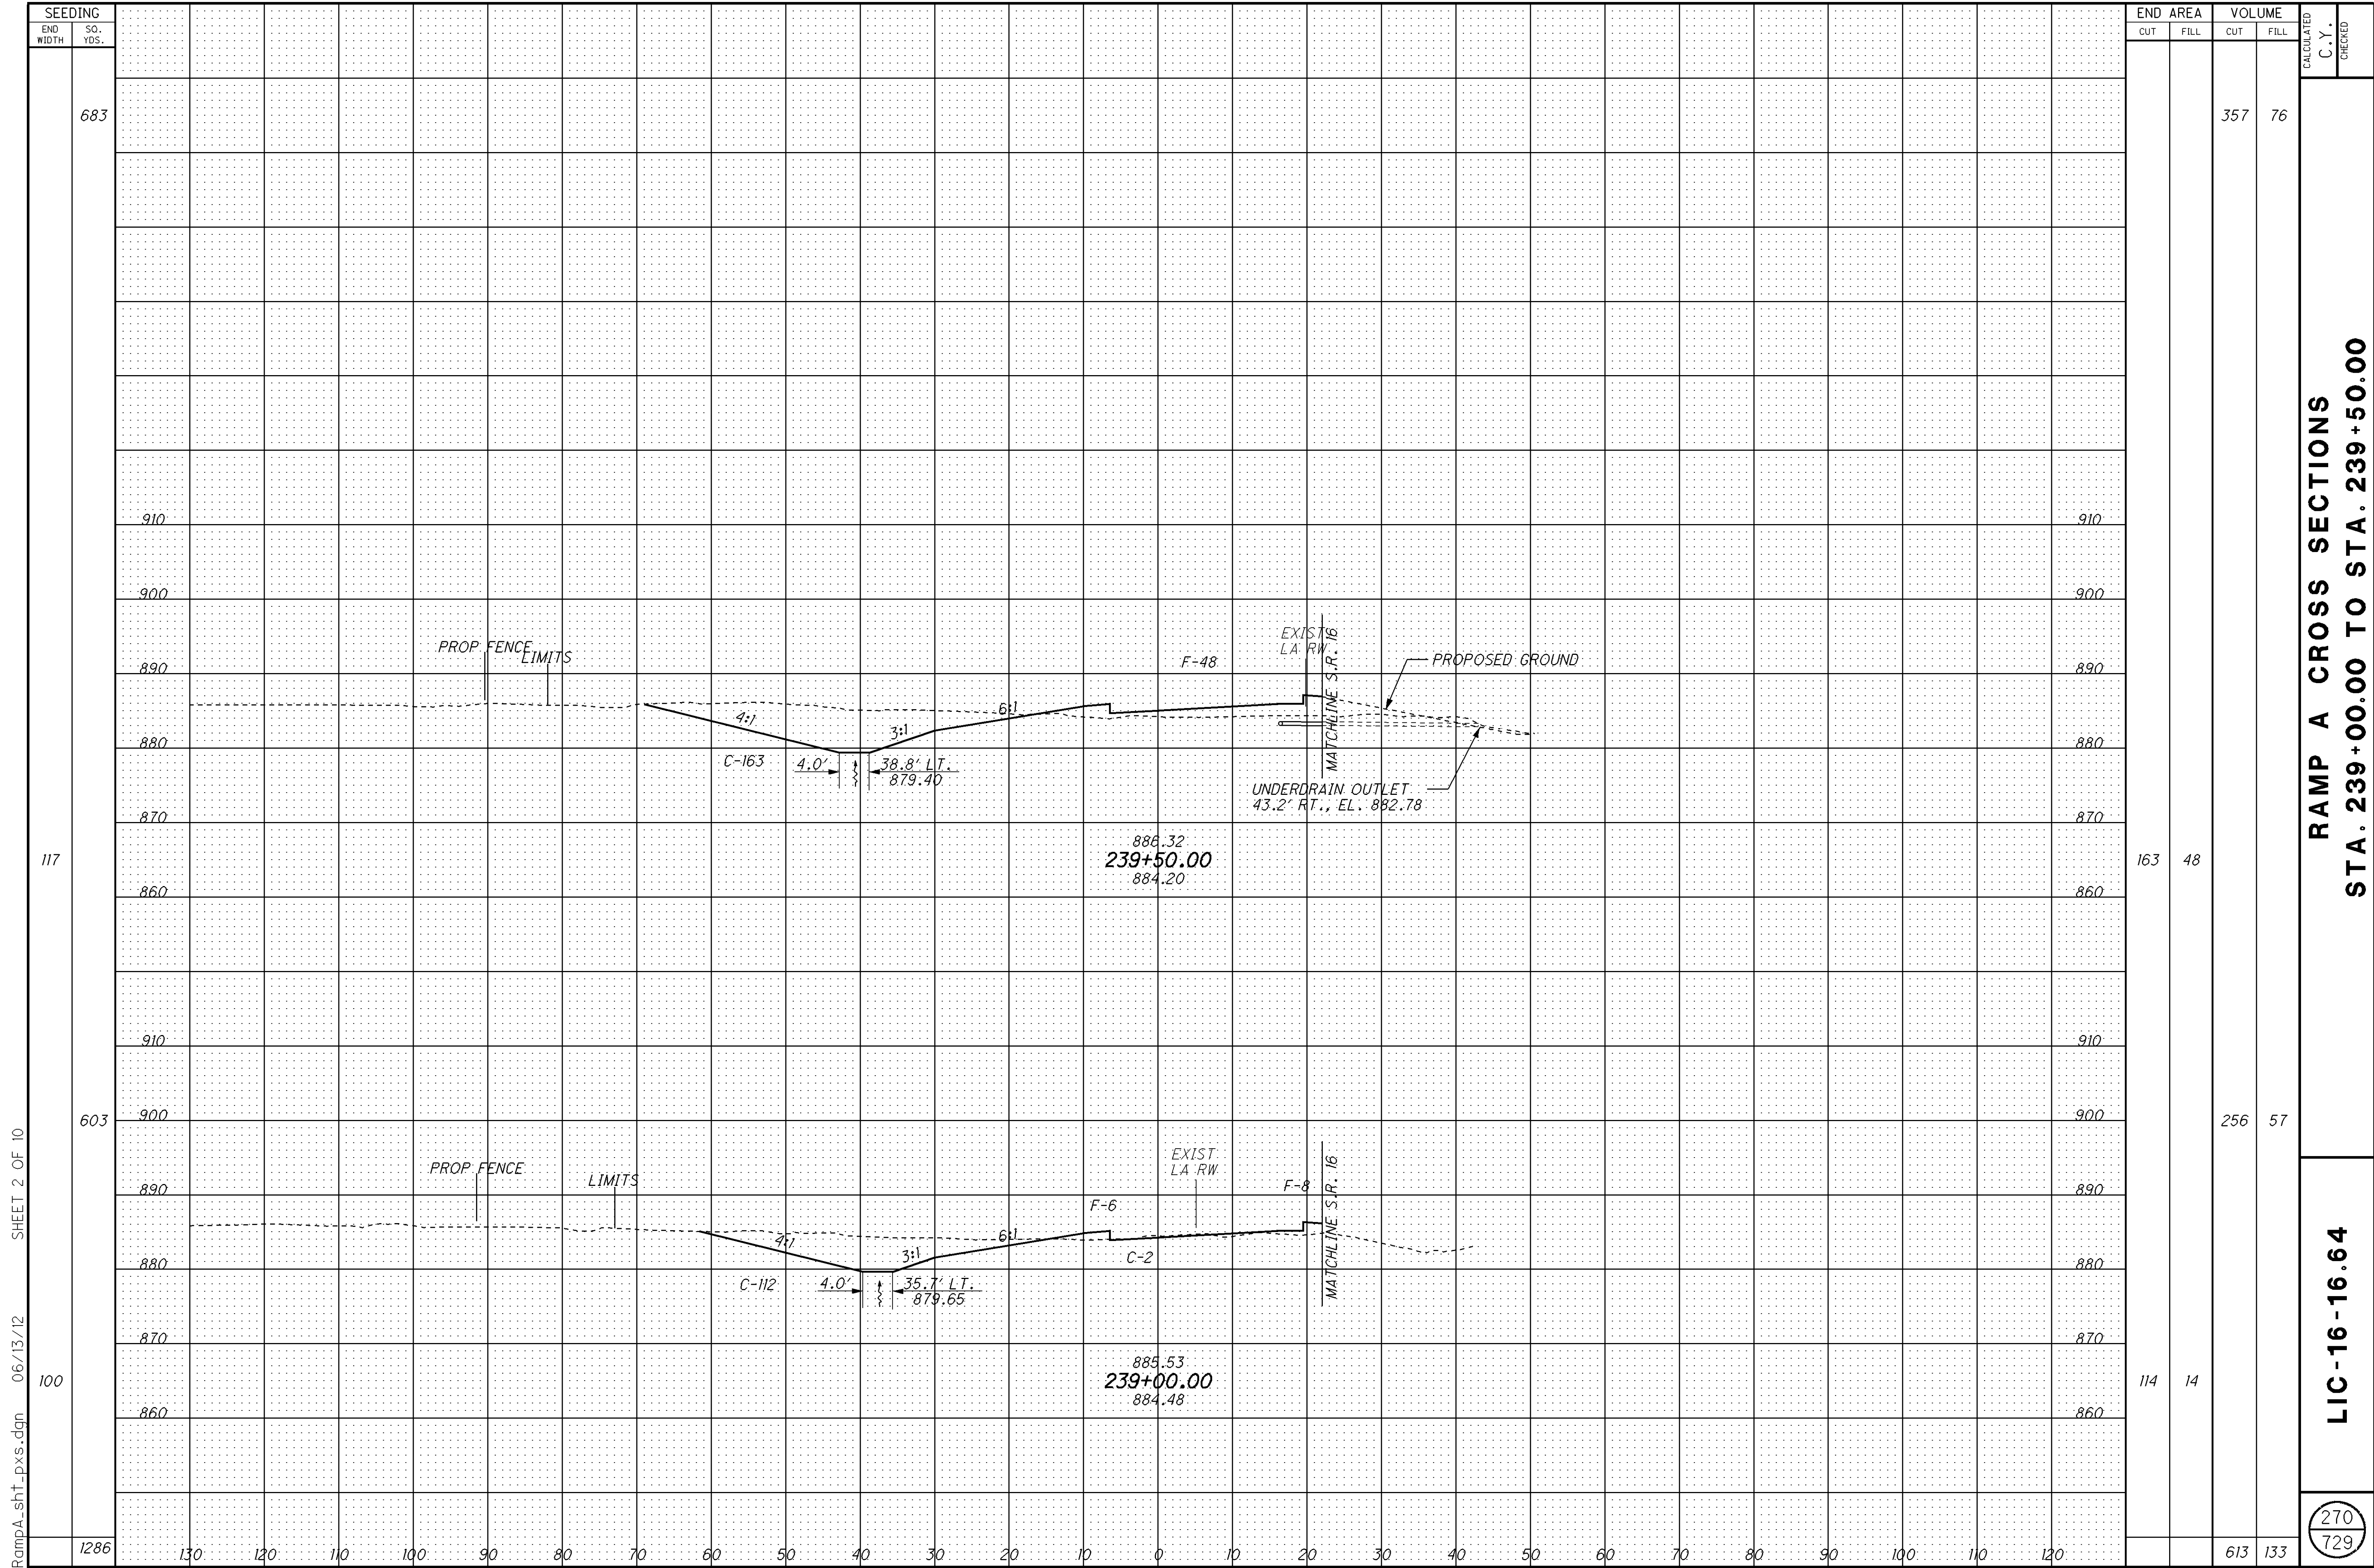 SEEDING
END WIDTH
SQ. YDS.
END AREA
VOLUME
CUT
FILL
CUT
FILL
CALCULATED
C.Y.
CHECKED
683
357
76
910
910
900
900
PROP FENCE
LIMITS
EXIST
LA RW
MATCHLINE S.R. 16
F-48
PROPOSED GROUND
890
890
4:1
3:1
6:1
880
880
C-163
4.0'
38.8' LT.
879.40
UNDERDRAIN OUTLET
43.2' RT., EL. 882.78
870
870
886.32
239+50.00
884.20
117
163
48
860
860
910
910
603
900
900
256
57
PROP FENCE
LIMITS
EXIST
LA RW
MATCHLINE S.R. 16
F-6
F-8
890
890
4:1
3:1
6:1
C-2
880
880
C-112
4.0'
35.7' LT.
879.65
870
870
885.53
239+00.00
884.48
100
114
14
860
860
1286
130 120 110 100 90 80 70 60 50 40 30 20 10 0 10 20 30 40 50 60 70 80 90 100 110 120
613
133
RAMP A CROSS SECTIONS
STA. 239+00.00 TO STA. 239+50.00
LIC-16-16.64
270
729
RampA_sht_pxs.dgn 06/13/12 SHEET 2 OF 10